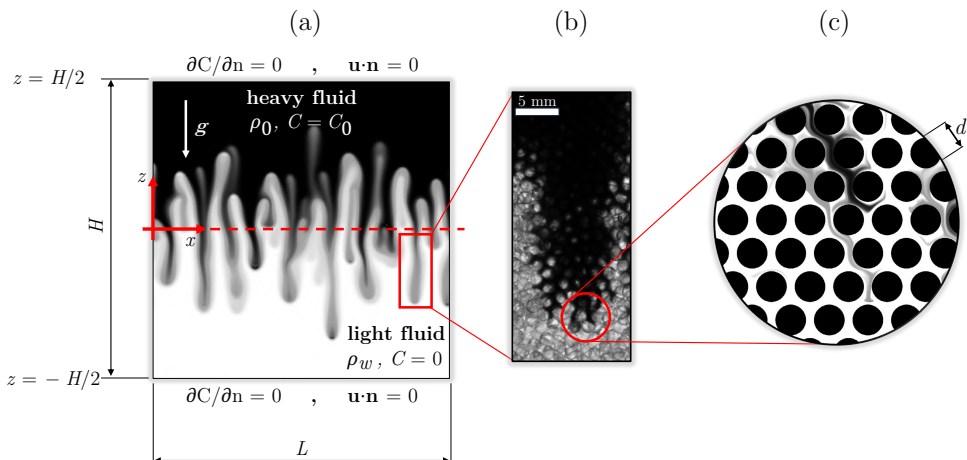 (a)
(b)
(c)
z = H/2
∂C/∂n = 0 , u·n = 0
heavy fluid
ρ0, C = C0
g
5 mm
d
z
H
x
light fluid
ρw, C = 0
z = − H/2
∂C/∂n = 0 , u·n = 0
L